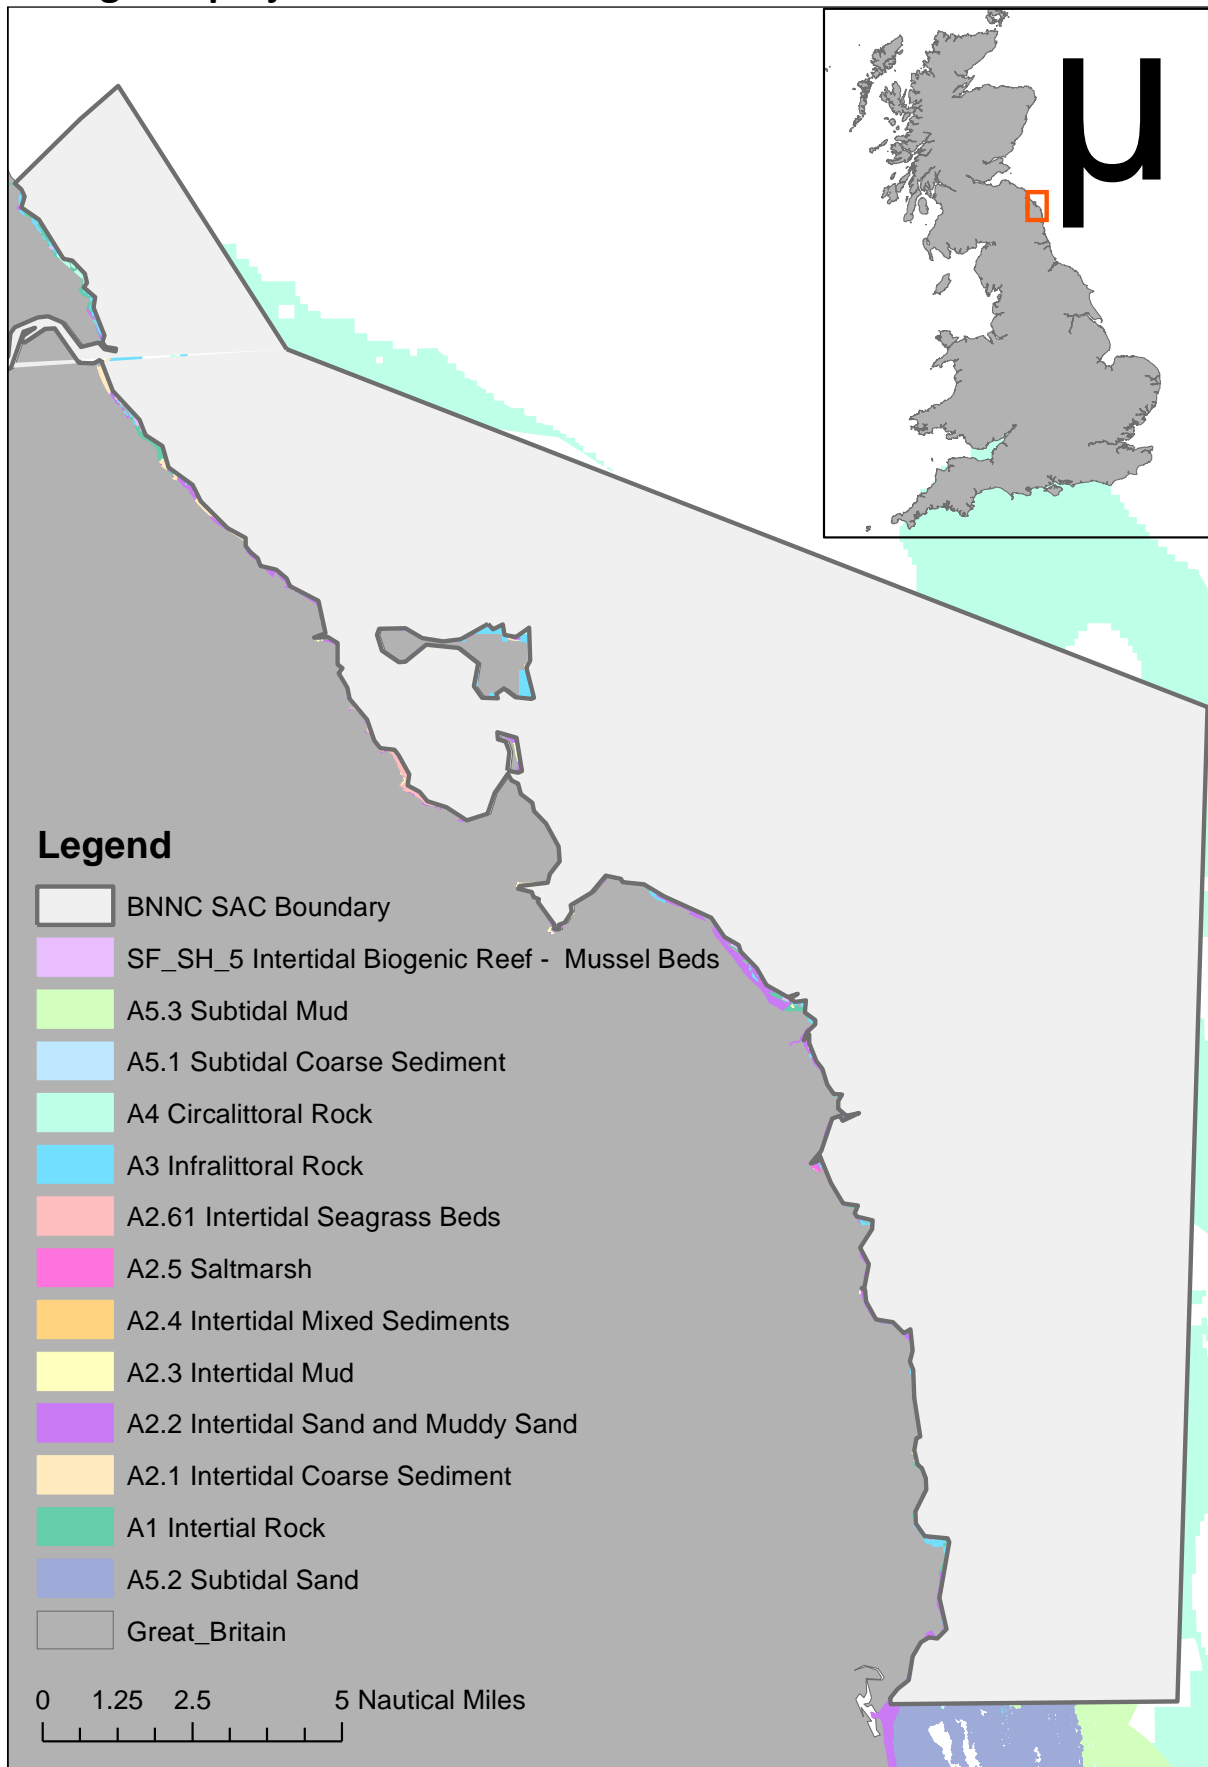 µ
Legend
BNNC SAC Boundary
SF_SH_5 Intertidal Biogenic Reef - Mussel Beds
A5.3 Subtidal Mud
A5.1 Subtidal Coarse Sediment
A4 Circalittoral Rock
A3 Infralittoral Rock
A2.61 Intertidal Seagrass Beds
A2.5 Saltmarsh
A2.4 Intertidal Mixed Sediments
A2.3 Intertidal Mud
A2.2 Intertidal Sand and Muddy Sand
A2.1 Intertidal Coarse Sediment
A1 Intertial Rock
A5.2 Subtidal Sand
Great_Britain
0 1.25 2.5 5 Nautical Miles